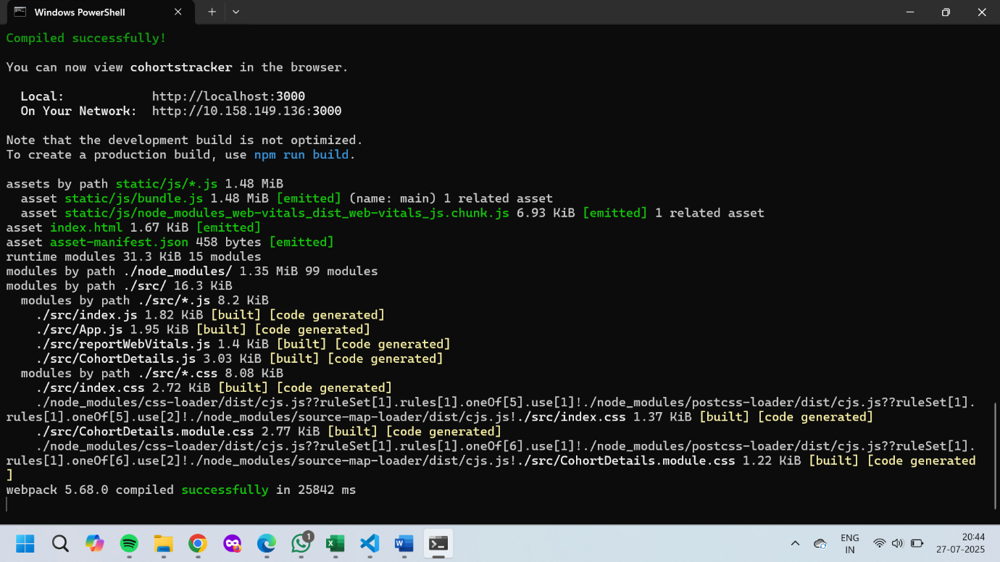 Windows PowerShell
Compiled successfully!
You can now view cohortstracker in the browser.
Local: http://localhost:3000
On Your Network: http://10.158.149.136:3000
Note that the development build is not optimized.
To create a production build, use npm run build.
assets by path static/js/*.js 1.48 MiB
asset static/js/bundle.js 1.48 MiB [emitted] (name: main) 1 related asset
asset static/js/node_modules_web-vitals_dist_web-vitals_js.chunk.js 6.93 KiB [emitted] 1 related asset
asset index.html 1.67 KiB [emitted]
asset asset-manifest.json 458 bytes [emitted]
runtime modules 31.3 KiB 15 modules
modules by path ./node_modules/ 1.35 MiB 99 modules
modules by path ./src/ 16.3 KiB
modules by path ./src/*.js 8.2 KiB
./src/index.js 1.82 KiB [built] [code generated]
./src/App.js 1.95 KiB [built] [code generated]
./src/reportWebVitals.js 1.4 KiB [built] [code generated]
./src/CohortDetails.js 3.03 KiB [built] [code generated]
modules by path ./src/*.css 8.08 KiB
./src/index.css 2.72 KiB [built] [code generated]
./node_modules/css-loader/dist/cjs.js??ruleSet[1].rules[1].oneOf[5].use[1]!./node_modules/postcss-loader/dist/cjs.js??ruleSet[1].
rules[1].oneOf[5].use[2]!./node_modules/source-map-loader/dist/cjs.js!./src/index.css 1.37 KiB [built] [code generated]
./src/CohortDetails.module.css 2.77 KiB [built] [code generated]
./node_modules/css-loader/dist/cjs.js??ruleSet[1].rules[1].oneOf[6].use[1]!./node_modules/postcss-loader/dist/cjs.js??ruleSet[1].
rules[1].oneOf[6].use[2]!./node_modules/source-map-loader/dist/cjs.js!./src/CohortDetails.module.css 1.22 KiB [built] [code generated
]
webpack 5.68.0 compiled successfully in 25842 ms
1
X
W
ENG
IN
20:44
27-07-2025